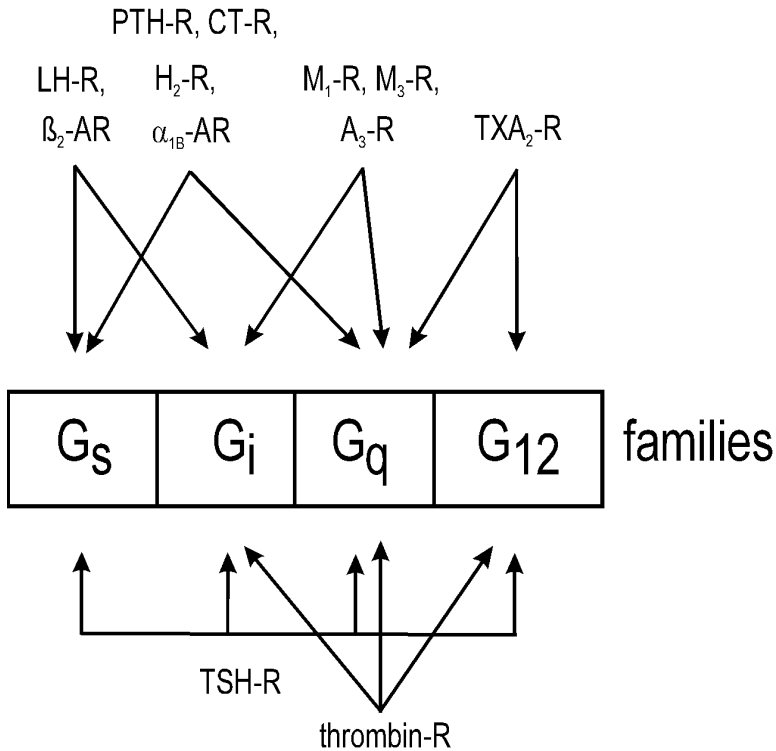 PTH-R, CT-R,
LH-R, H₂-R, M₁-R, M₃-R,
ß₂-AR α₁B-AR A₃-R TXA₂-R
Gs Gi Gq G12 families
TSH-R
thrombin-R